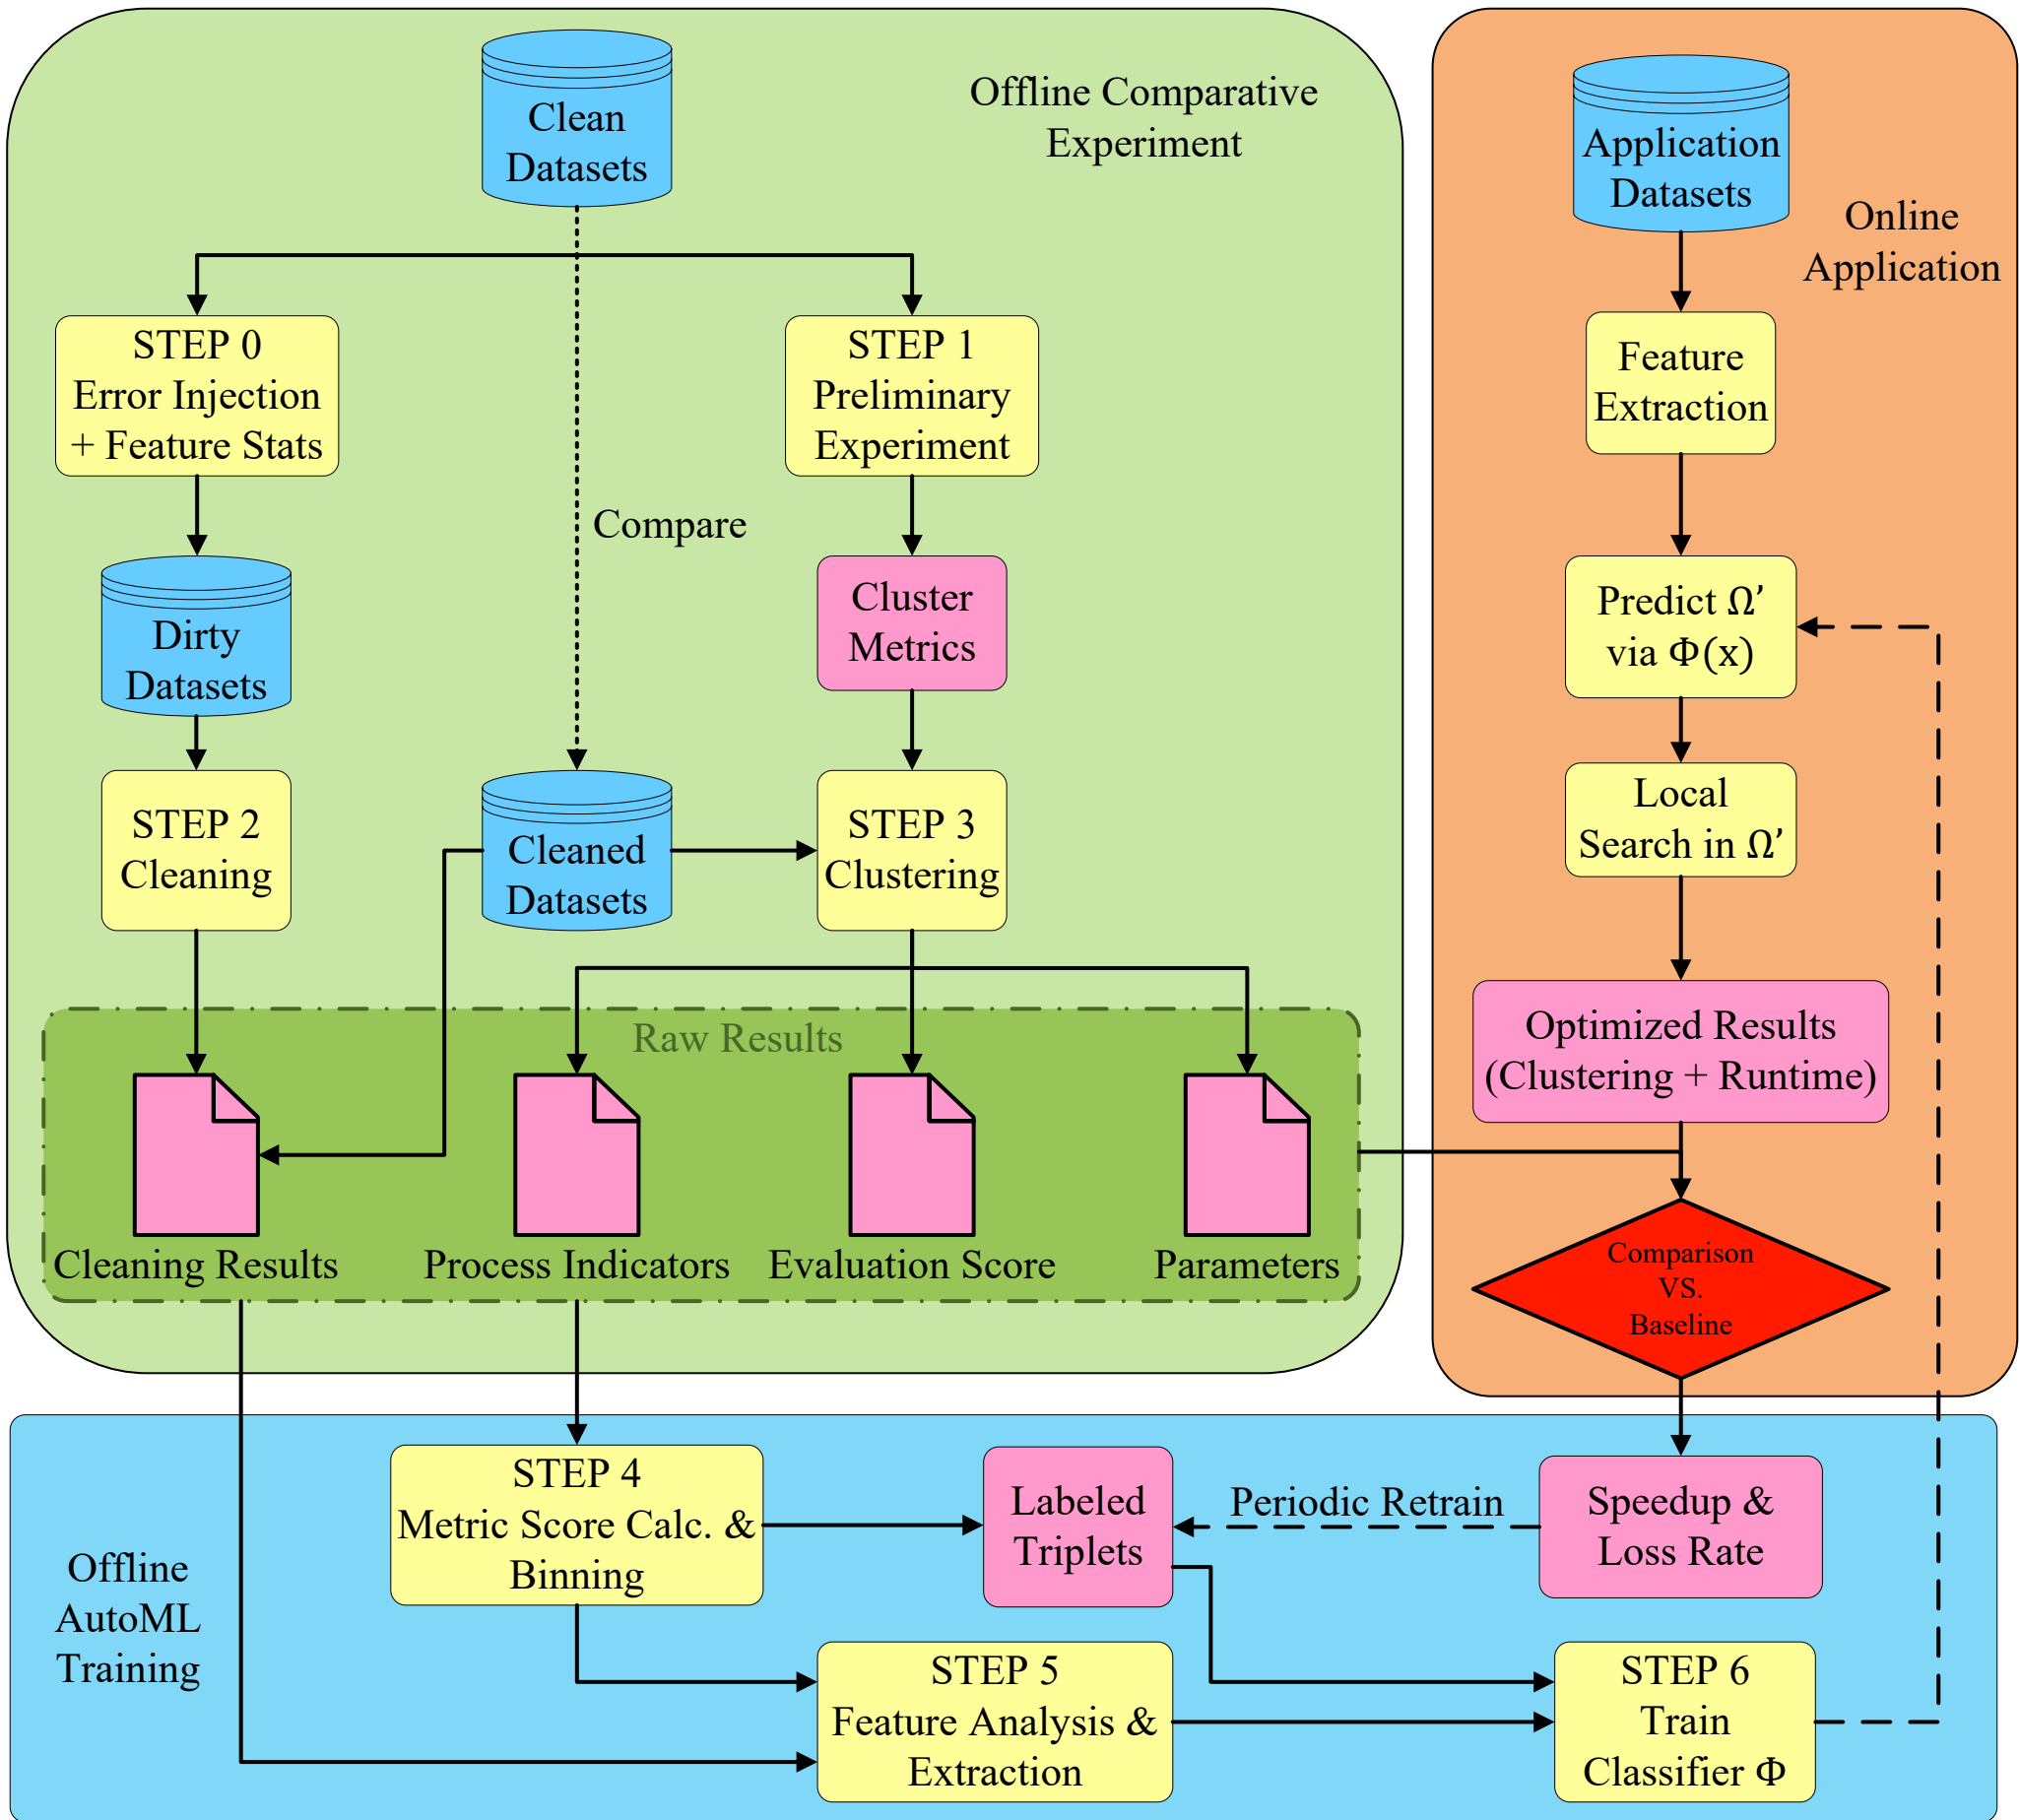 Clean
Datasets
Offline Comparative
Experiment
STEP 0
Error Injection
+ Feature Stats
STEP 1
Preliminary
Experiment
Compare
Dirty
Datasets
Cluster
Metrics
STEP 2
Cleaning
Cleaned
Datasets
STEP 3
Clustering
Raw Results
Cleaning Results
Process Indicators
Evaluation Score
Parameters
Application
Datasets
Online
Application
Feature
Extraction
Predict Ω’
via Φ(x)
Local
Search in Ω’
Optimized Results
(Clustering + Runtime)
Comparison
VS.
Baseline
Offline
AutoML
Training
STEP 4
Metric Score Calc. &
Binning
Labeled
Triplets
Periodic Retrain
Speedup &
Loss Rate
STEP 5
Feature Analysis &
Extraction
STEP 6
Train
Classifier Φ